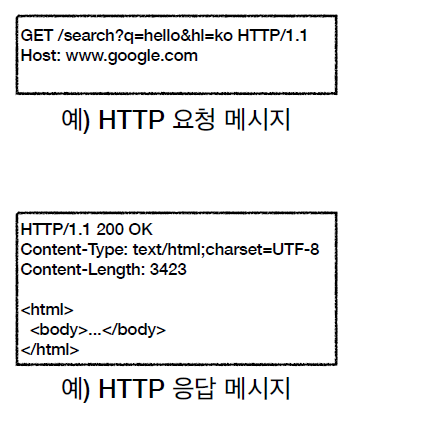 GET /search?q=hello&hl=ko HTTP/1.1
Host: www.google.com
예) HTTP 요청 메시지
HTTP/1.1 200 OK
Content-Type: text/html;charset=UTF-8
Content-Length: 3423
<html>
<body>...</body>
</html>
예) HTTP 응답 메시지